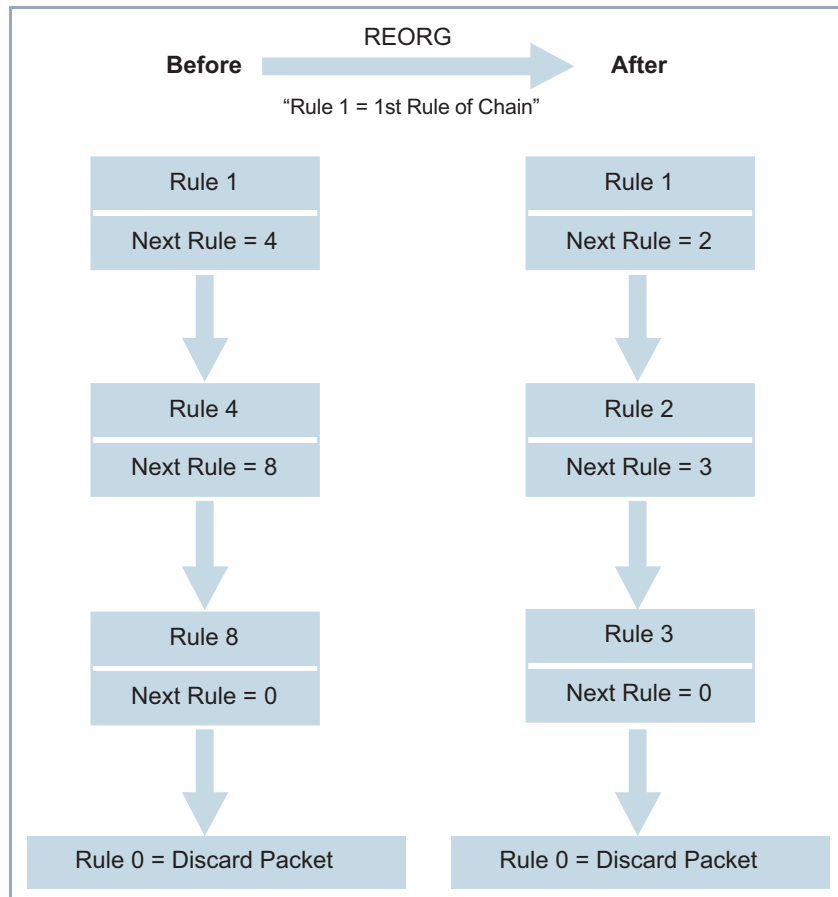 REORG
Before
After
“Rule 1 = 1st Rule of Chain”
Rule 1
Next Rule = 4
Rule 4
Next Rule = 8
Rule 8
Next Rule = 0
Rule 0 = Discard Packet
Rule 1
Next Rule = 2
Rule 2
Next Rule = 3
Rule 3
Next Rule = 0
Rule 0 = Discard Packet